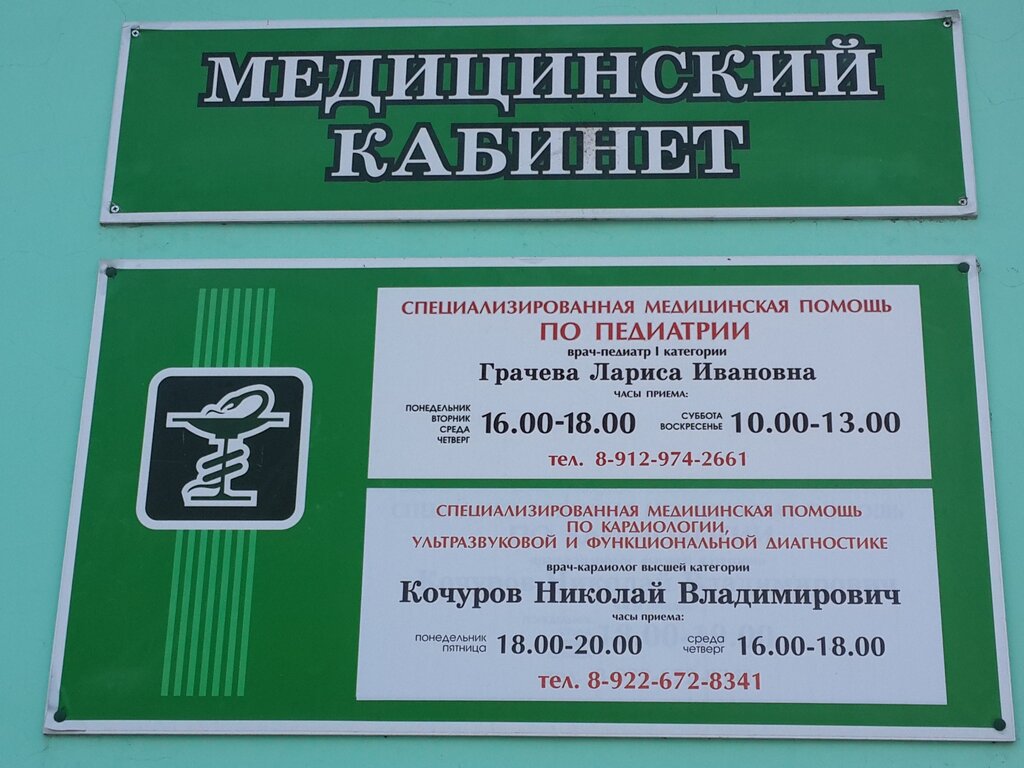 МЕДИЦИНСКИЙ
КАБИНЕТ
СПЕЦИАЛИЗИРОВАННАЯ МЕДИЦИНСКАЯ ПОМОЩЬ
ПО ПЕДИАТРИИ
врач-педиатр I категории
Грачева Лариса Ивановна
ЧАСЫ ПРИЕМА:
ПОНЕДЕЛЬНИК
ВТОРНИК
СРЕДА
ЧЕТВЕРГ
16.00-18.00
СУББОТА
ВОСКРЕСЕНЬЕ
10.00-13.00
тел. 8-912-974-2661
СПЕЦИАЛИЗИРОВАННАЯ МЕДИЦИНСКАЯ ПОМОЩЬ
ПО КАРДИОЛОГИИ,
УЛЬТРАЗВУКОВОЙ И ФУНКЦИОНАЛЬНОЙ ДИАГНОСТИКЕ
врач-кардиолог высшей категории
Кочуров Николай Владимирович
часы приема:
понедельник
пятница
18.00-20.00
среда
четверг
16.00-18.00
тел. 8-922-672-8341